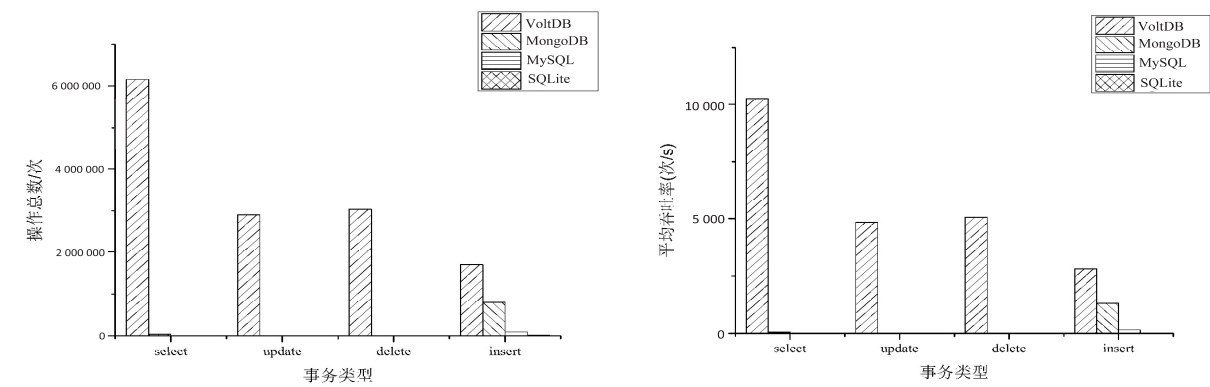 VoltDB
MongoDB
MySQL
SQLite
操作总数/次
6 000 000
4 000 000
2 000 000
0
select
update
delete
insert
事务类型
VoltDB
MongoDB
MySQL
SQLite
平均吞吐率(次/s)
10 000
5 000
0
select
update
delete
insert
事务类型